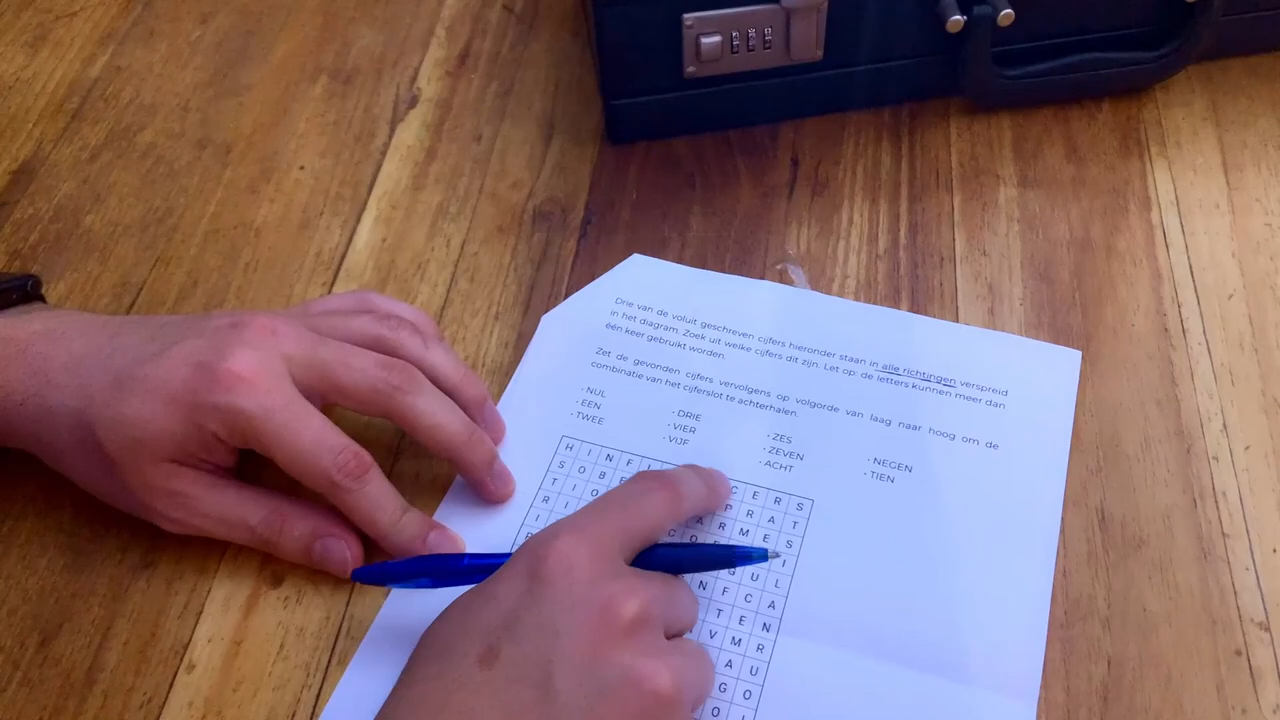 Drie van de voluit geschreven cijfers hieronder staan in alle richtingen verspreid
in het diagram. Zoek uit welke cijfers dit zijn. Let op: de letters kunnen meer dan
één keer gebruikt worden.
Zet de gevonden cijfers vervolgens op volgorde van laag naar hoog om de
combinatie van het cijferslot te achterhalen.
· NUL
· EEN
· TWEE
· DRIE
· VIER
· VIJF
· ZES
· ZEVEN
· ACHT
· NEGEN
· TIEN
H I N F I C E R S
S O B E P R A T
T I O A R M E S
R I C O I
I G U L
N F C A
T E N
V M R
A U
G O
O